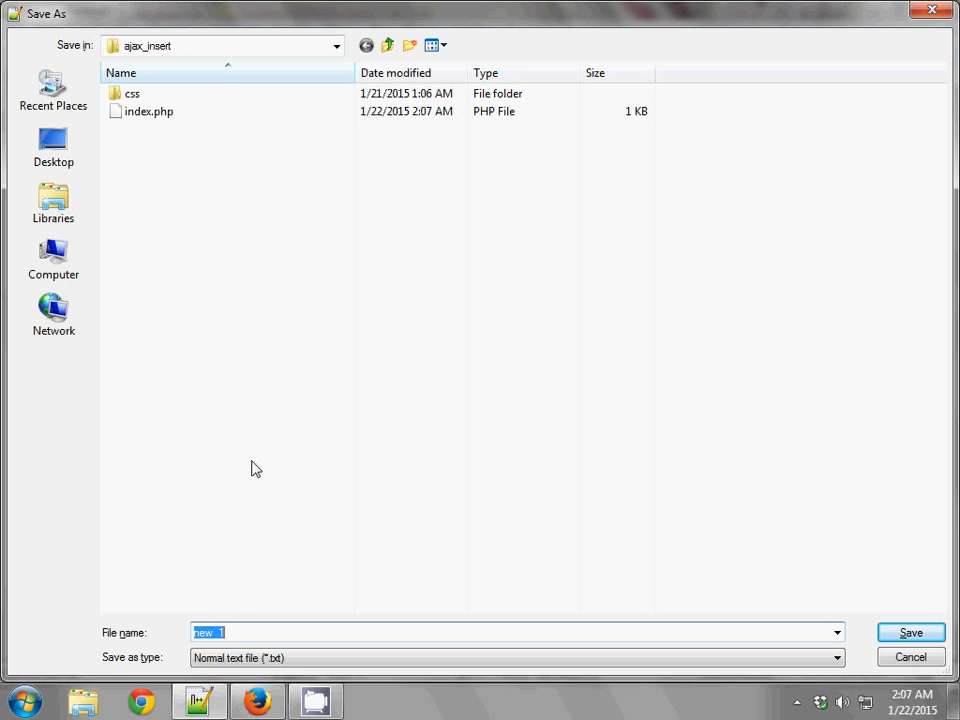 Save As
Save in: ajax_insert
Name Date modified Type Size
css 1/21/2015 1:06 AM File folder
index.php 1/22/2015 2:07 AM PHP File 1 KB
Recent Places
Desktop
Libraries
Computer
Network
File name: new 1 Save
Save as type: Normal text file (*.txt) Cancel
2:07 AM
1/22/2015